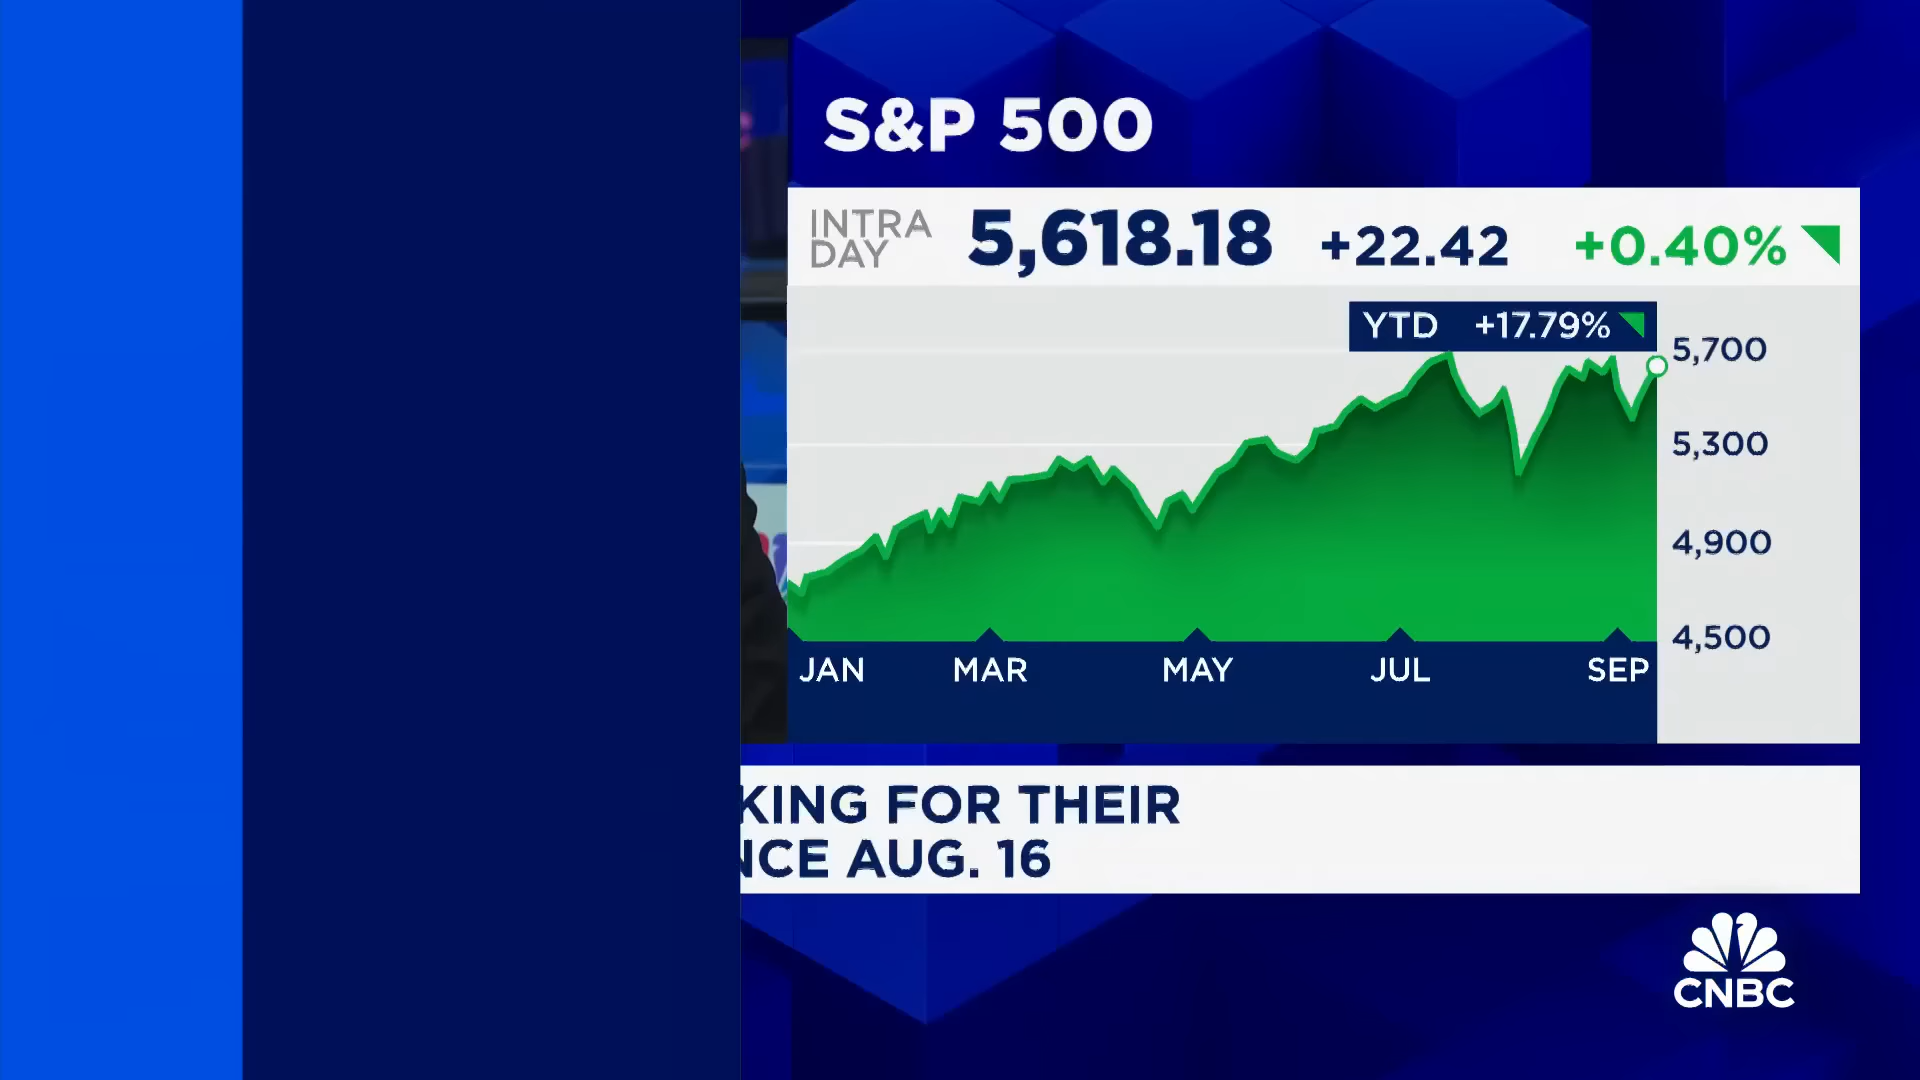 S&P 500
INTRA DAY 5,618.18 +22.42 +0.40%
YTD +17.79%
5,700
5,300
4,900
4,500
JAN MAR MAY JUL SEP
KING FOR THEIR
NCE AUG. 16
CNBC